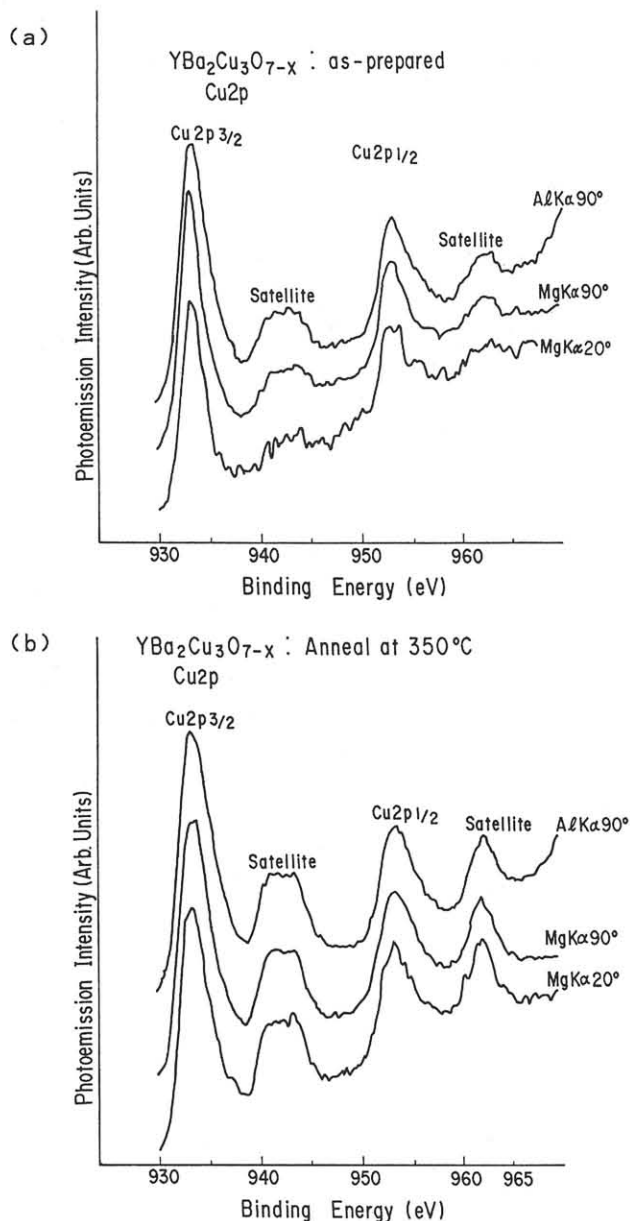 (a)
YBa₂Cu₃O₇₋ₓ : as-prepared
Cu2p
Cu2p 3/2
Cu2p1/2
AℓKα90°
Satellite
Satellite
MgKα90°
MgKα20°
Photoemission Intensity (Arb. Units)
930 940 950 960
Binding Energy (eV)
(b)
YBa₂Cu₃O₇₋ₓ : Anneal at 350°C
Cu2p
Cu2p3/2
Cu2p1/2
Satellite
AℓKα90°
Satellite
MgKα90°
MgKα20°
Photoemission Intensity (Arb. Units)
930 940 950 960 965
Binding Energy (eV)